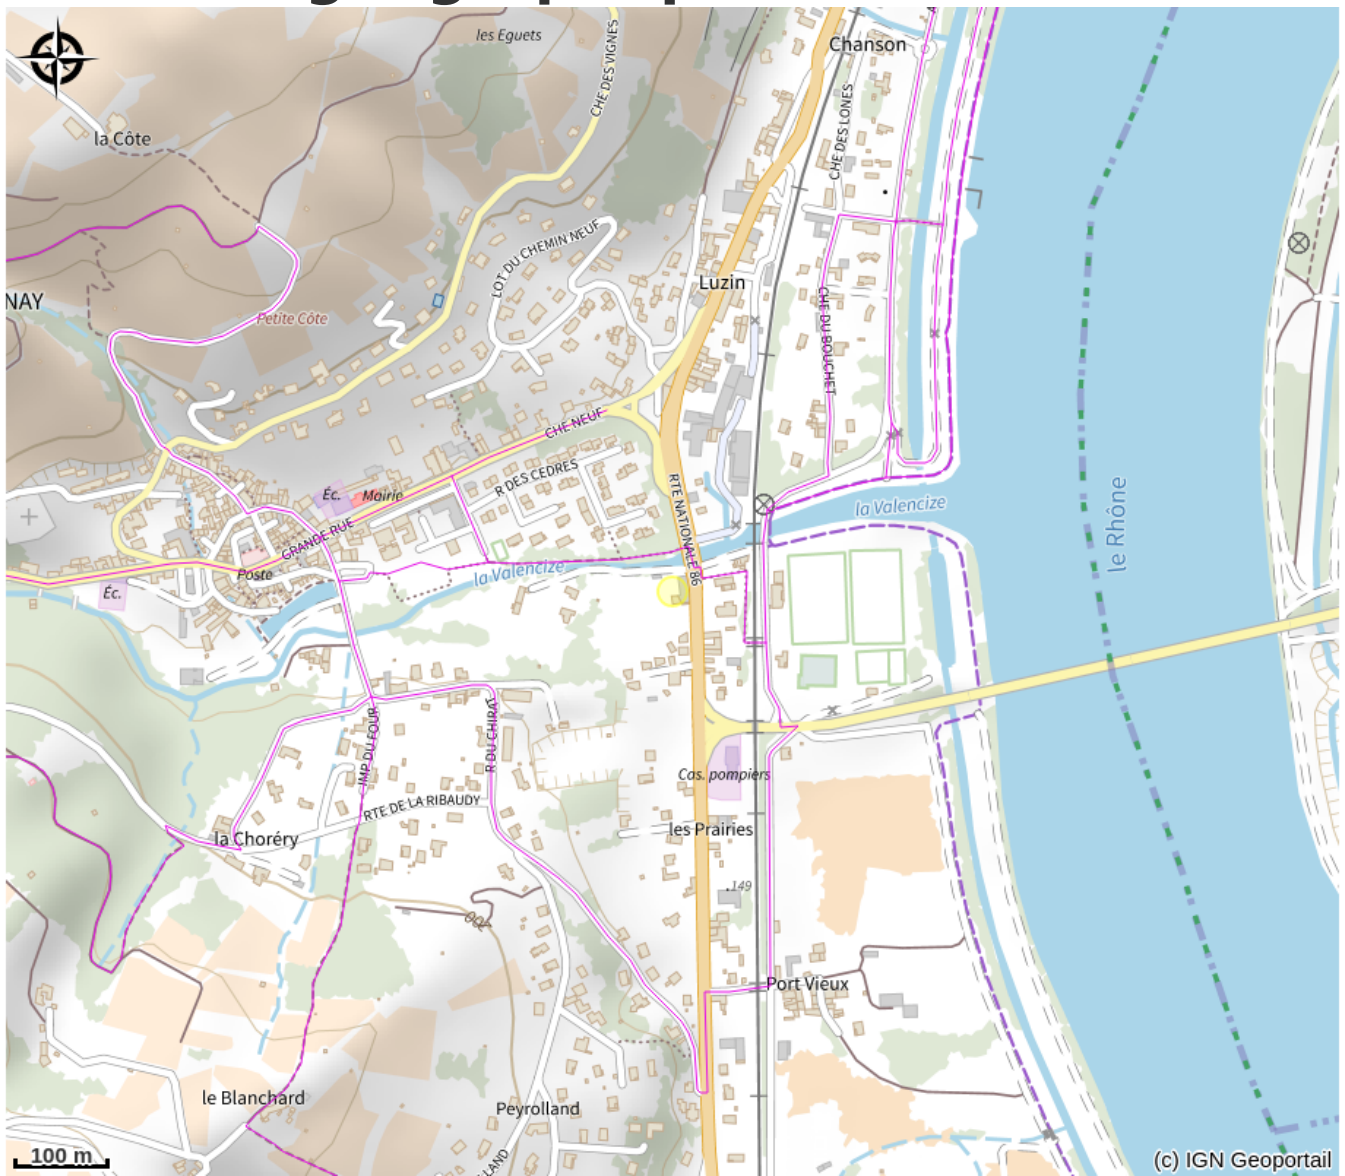 les Eguets
CHE DES VIGNES
Chanson
la Côte
CHE DES LONES
LOT DU CHEMIN NEUF
Luzin
NAY
Petite Côte
CHE DU BOUCHET
CHE NEUF
R DES CEDRES
Éc.
Mairie
RTE NATIONALE 86
la Valencize
le Rhône
GRANDE RUE
Poste
la Valencize
Éc.
IMP DU FOUR
R DU CHIRAT
Cas. pompiers
RTE DE LA RIBAUDY
les Prairies
la Choréry
149
200
Port Vieux
le Blanchard
Peyrolland
LLAND
100 m
(c) IGN Geoportail